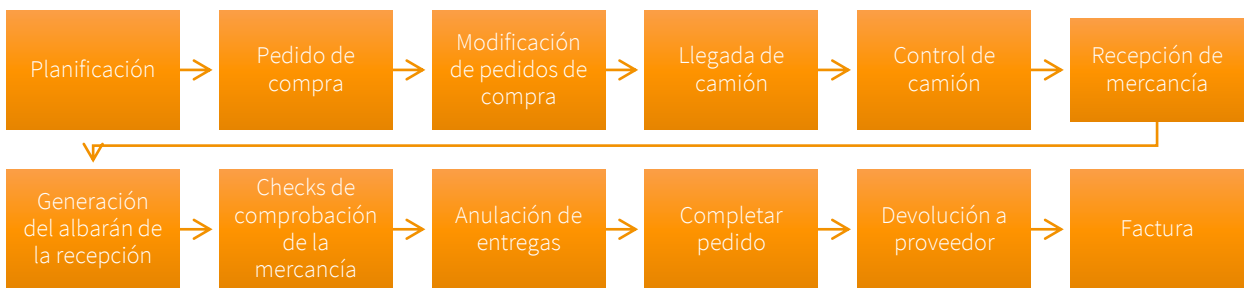 Planificación
Pedido de
compra
Modificación
de pedidos de
compra
Llegada de
camión
Control de
camión
Recepción de
mercancía
Generación
del albarán de
la recepción
Checks de
comprobación
de la
mercancía
Anulación de
entregas
Completar
pedido
Devolución a
proveedor
Factura